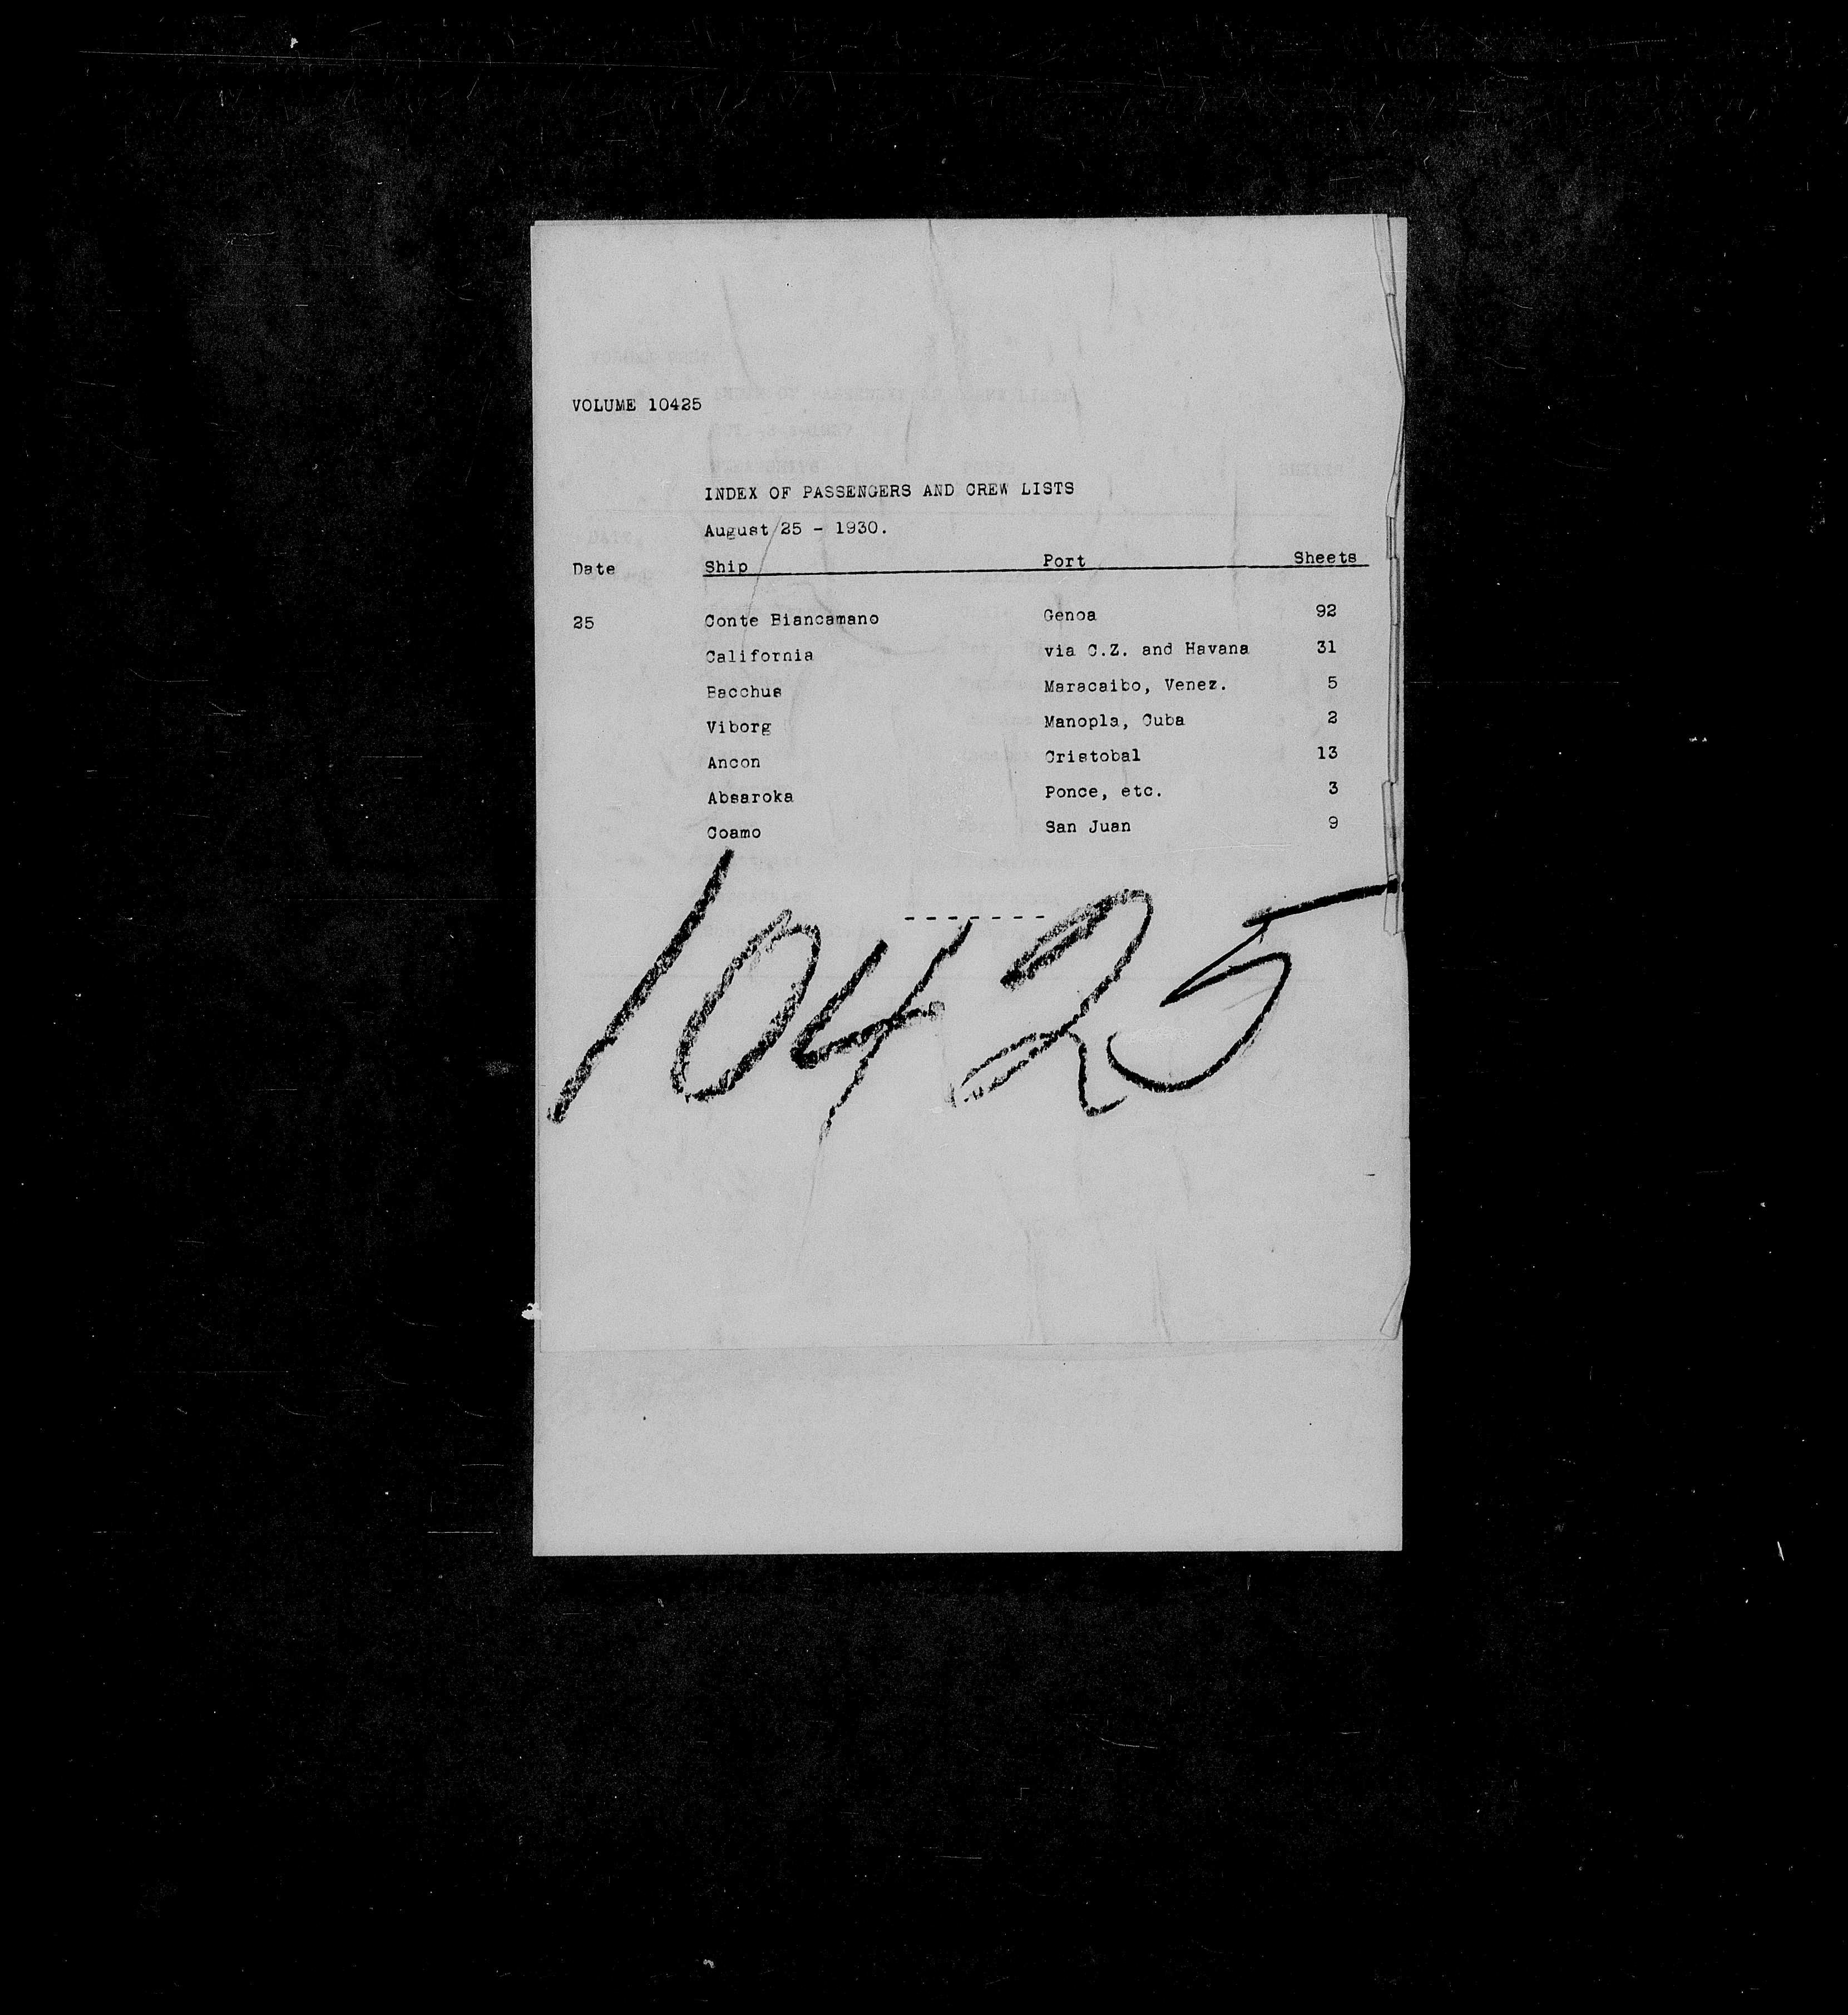 VOLUME 10425
INDEX OF PASSENGERS AND CREW LISTS
August 25 - 1930.
Date Ship Port Sheets
25 Conte Biancamano Genoa 92
California via C.Z. and Havana 31
Bacchus Maracaibo, Venez. 5
Viborg Manopla, Cuba 2
Ancon Cristobal 13
Absaroka Ponce, etc. 3
Coamo San Juan 9
--------
10425